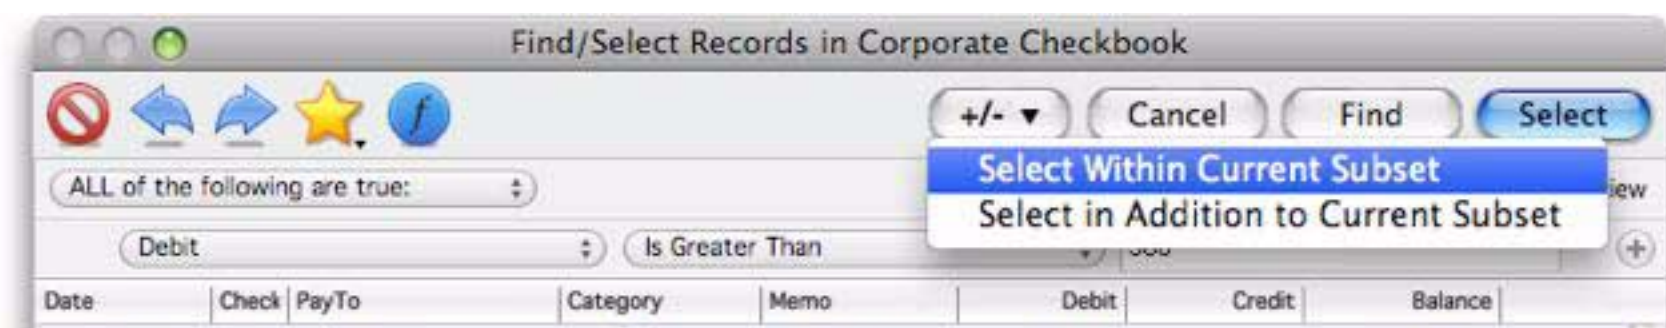 Find/Select Records in Corporate Checkbook
f
+/- ▼ Cancel Find Select
Select Within Current Subset
ALL of the following are true:
Select in Addition to Current Subset
Debit Is Greater Than
Date Check PayTo Category Memo Debit Credit Balance